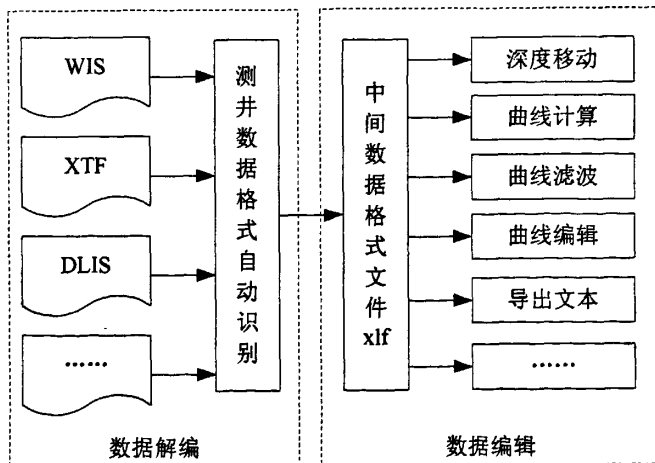 WIS
XTF
DLIS
……
测井数据格式自动识别
数据解编
中间数据格式文件xlf
深度移动
曲线计算
曲线滤波
曲线编辑
导出文本
……
数据编辑